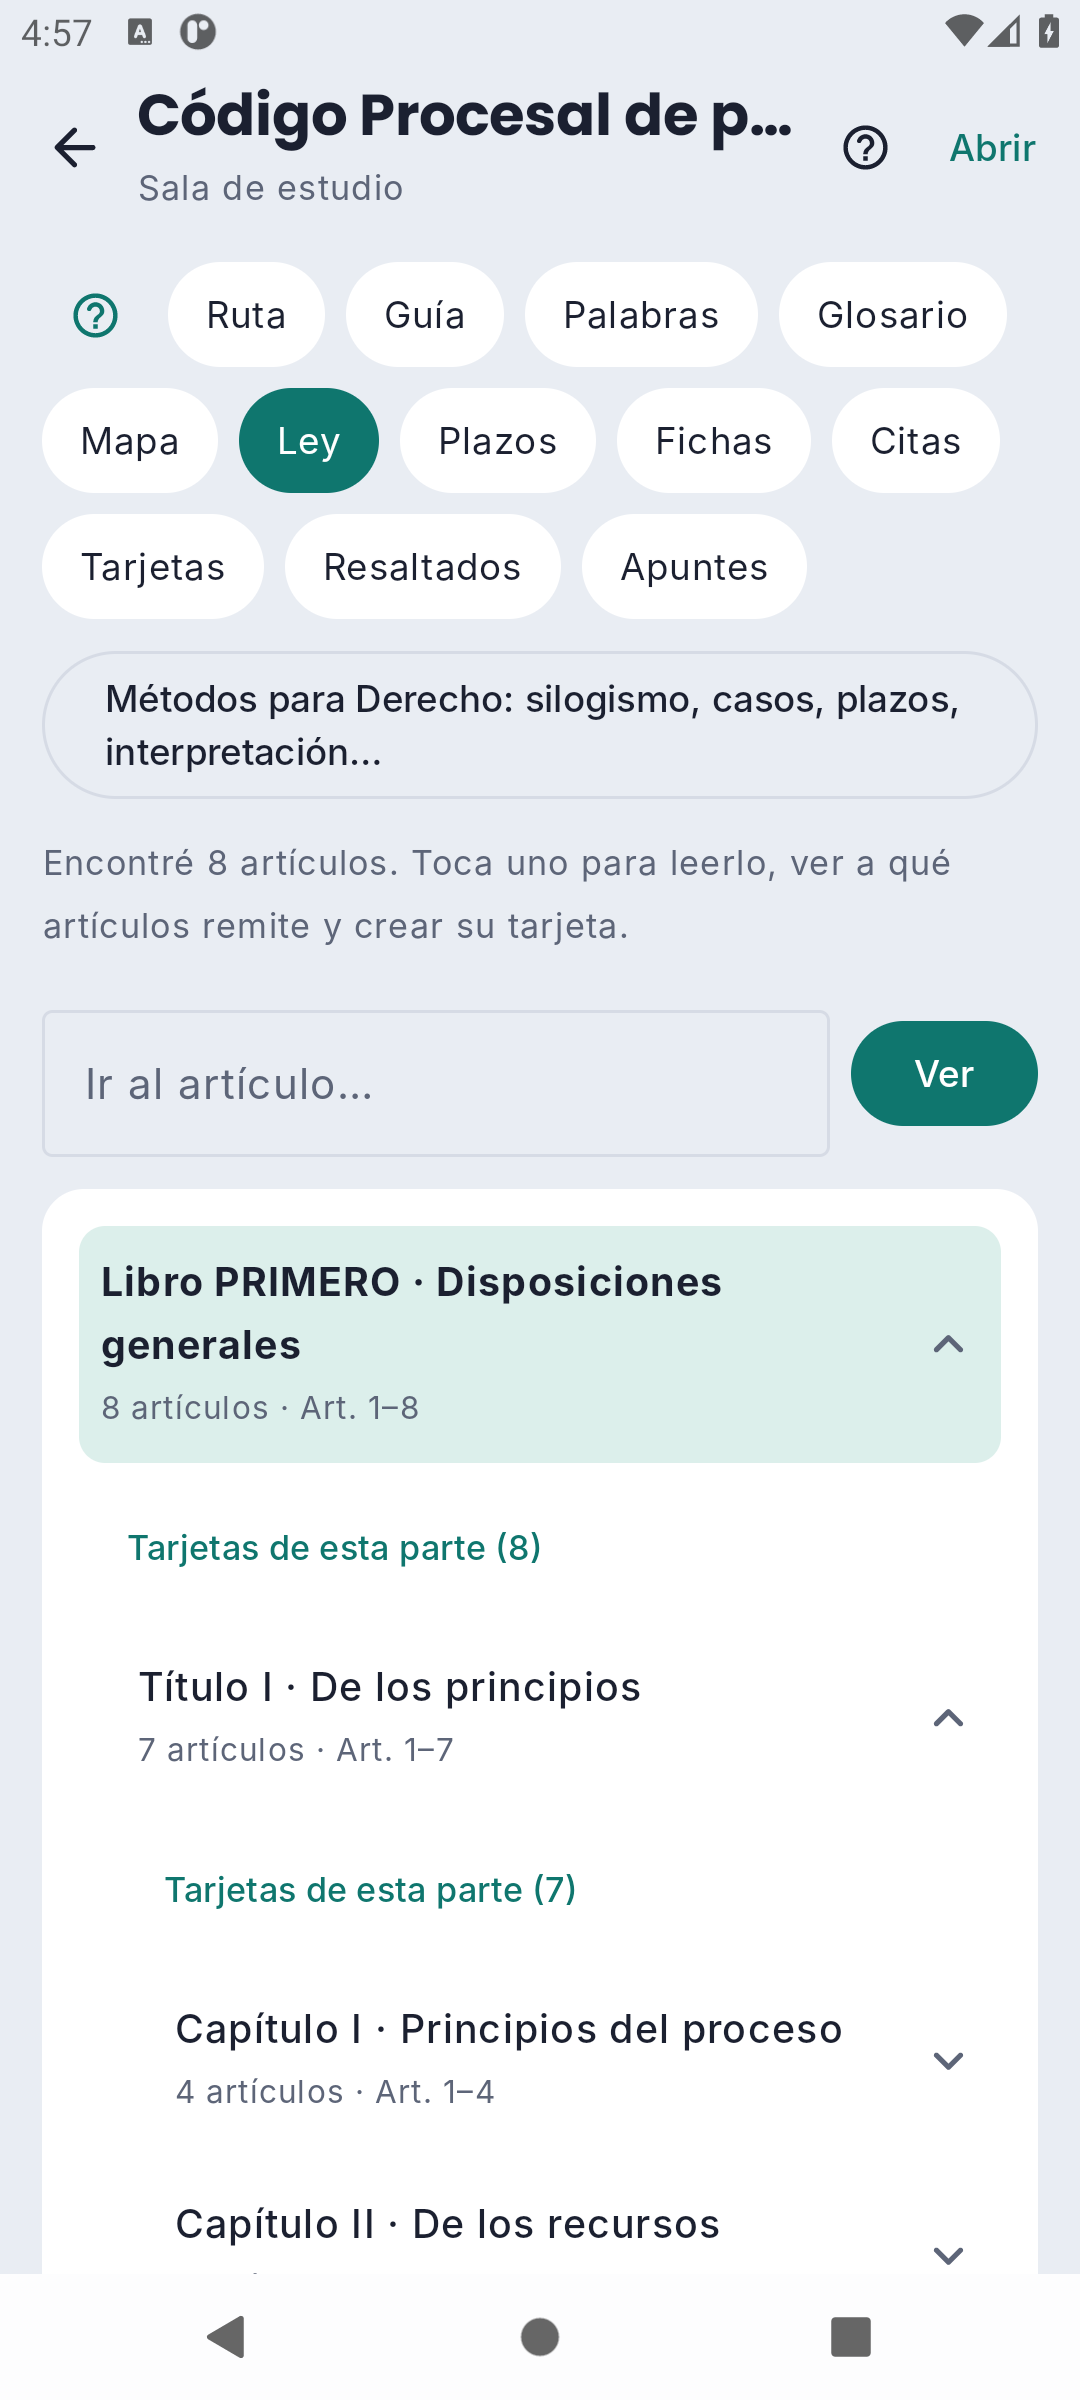 4:57
Código Procesal de p...
Sala de estudio
Abrir
Ruta
Guía
Palabras
Glosario
Mapa
Ley
Plazos
Fichas
Citas
Tarjetas
Resaltados
Apuntes
Métodos para Derecho: silogismo, casos, plazos,
interpretación...
Encontré 8 artículos. Toca uno para leerlo, ver a qué
artículos remite y crear su tarjeta.
Ir al artículo...
Ver
Libro PRIMERO · Disposiciones
generales
8 artículos · Art. 1–8
Tarjetas de esta parte (8)
Título I · De los principios
7 artículos · Art. 1–7
Tarjetas de esta parte (7)
Capítulo I · Principios del proceso
4 artículos · Art. 1–4
Capítulo II · De los recursos